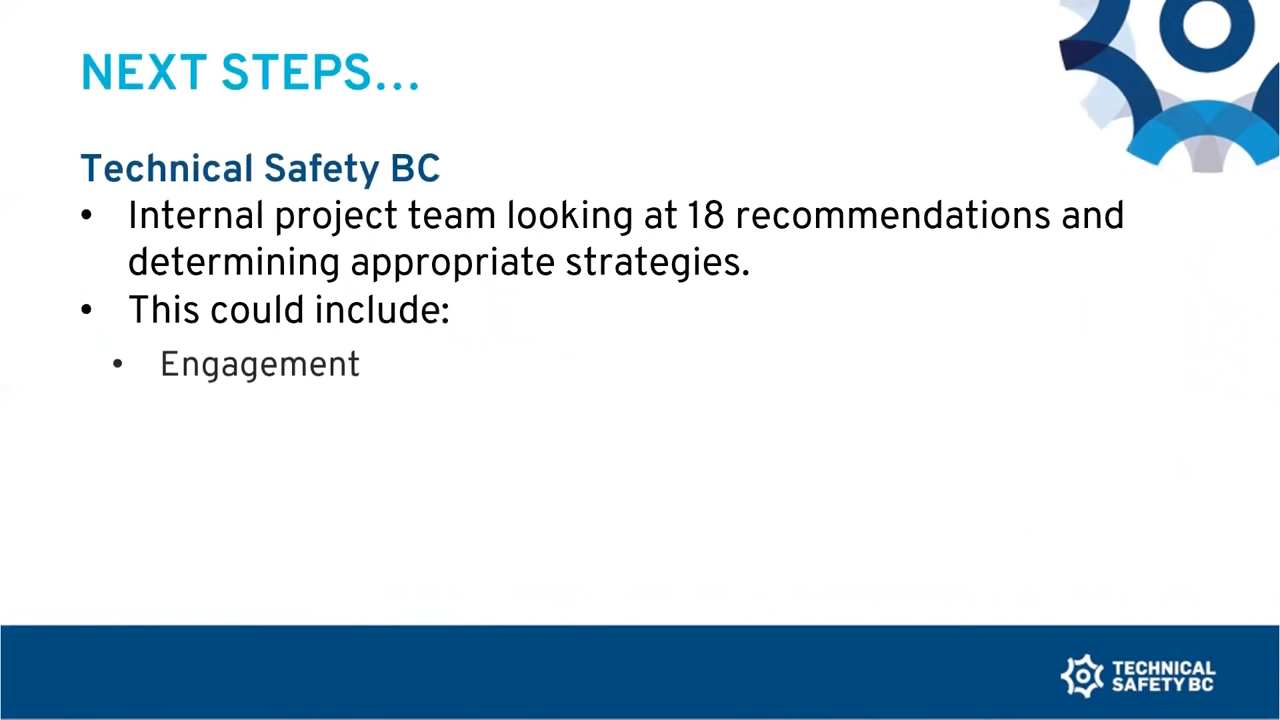 NEXT STEPS...
Technical Safety BC
• Internal project team looking at 18 recommendations and
determining appropriate strategies.
• This could include:
• Engagement
TECHNICAL
SAFETY BC